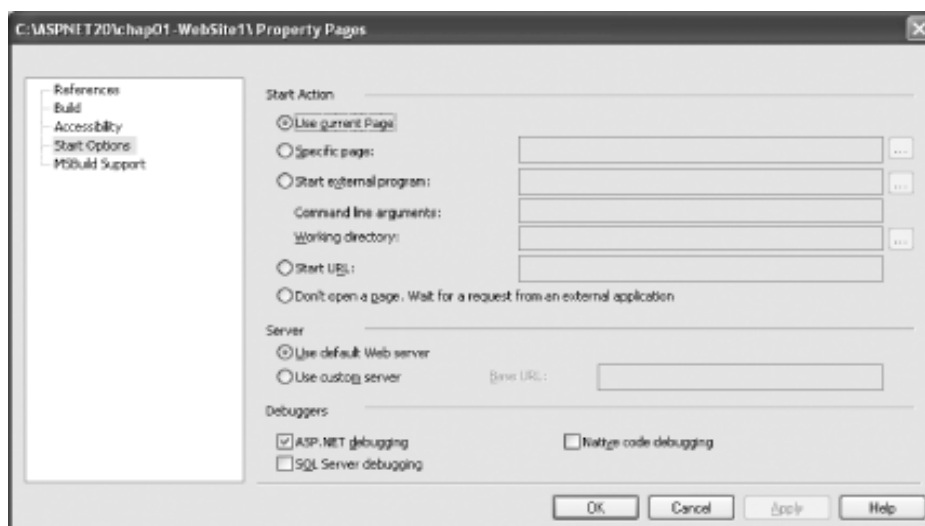 C:\ASPNET20\chap01-WebSite1\ Property Pages
References
Build
Accessibility
Start Options
MSBuild Support
Start Action
Use current Page
Specific page:
...
Start external program:
...
Command line arguments:
Working directory:
...
Start URL:
Don't open a page. Wait for a request from an external application
Server
Use default Web server
Use custom server
Base URL:
Debuggers
ASP.NET debugging
Native code debugging
SQL Server debugging
OK
Cancel
Apply
Help